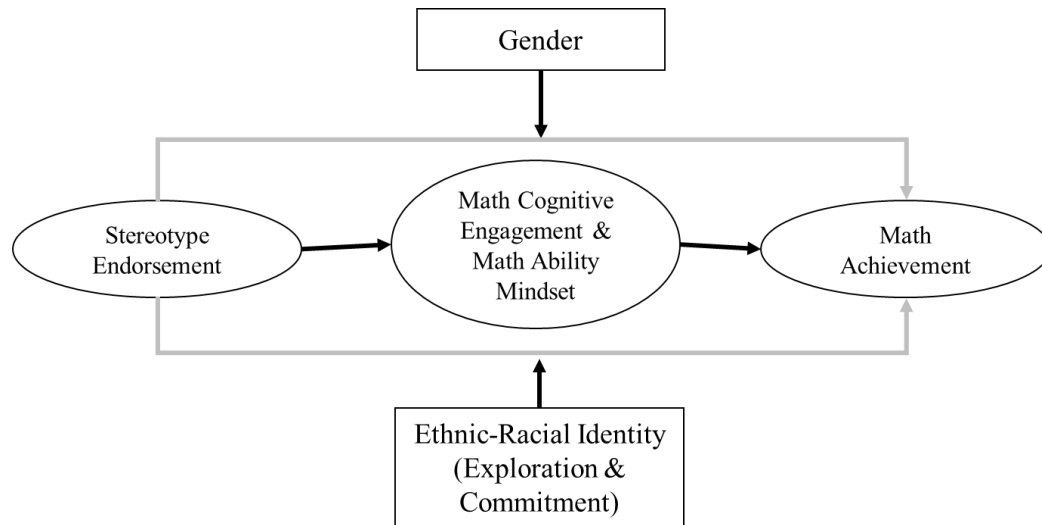 Gender
Stereotype
Endorsement
Math Cognitive
Engagement &
Math Ability
Mindset
Math
Achievement
Ethnic-Racial Identity
(Exploration &
Commitment)